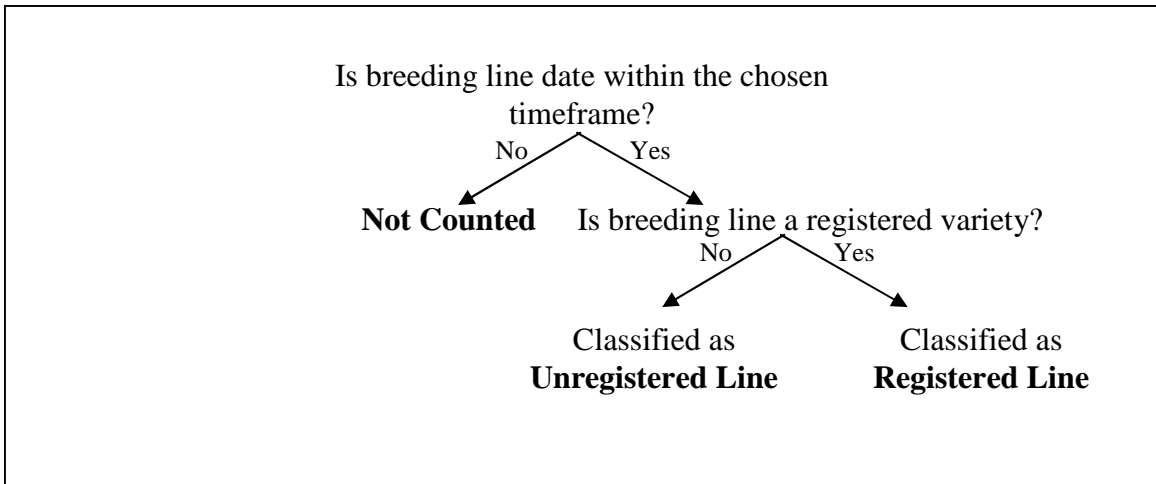 Is breeding line date within the chosen
timeframe?
No
Yes
Not Counted
Is breeding line a registered variety?
No
Yes
Classified as
Unregistered Line
Classified as
Registered Line